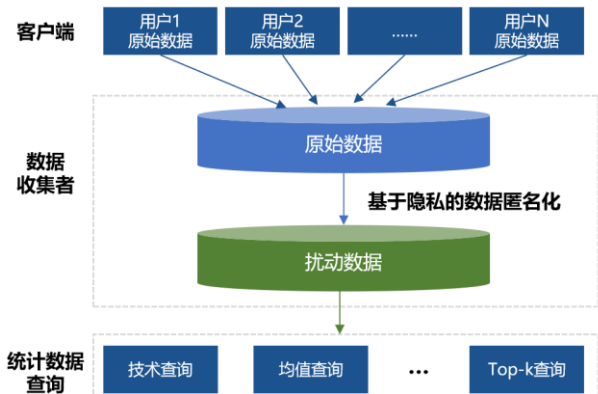 客户端
用户1
原始数据
用户2
原始数据
......
用户N
原始数据
数据
收集者
原始数据
基于隐私的数据匿名化
扰动数据
统计数据
查询
技术查询
均值查询
...
Top-k查询